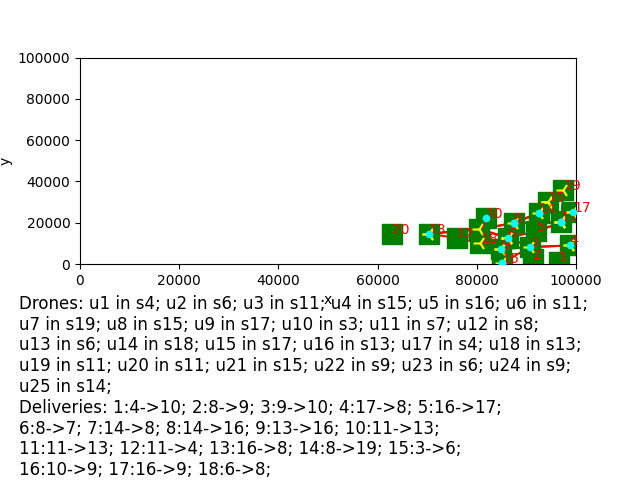 100000
80000
60000
40000
20000
0
y
0 20000 40000 60000 80000 100000
x
19
17
10
20
Drones: u1 in s4; u2 in s6; u3 in s11; u4 in s15; u5 in s16; u6 in s11;
u7 in s19; u8 in s15; u9 in s17; u10 in s3; u11 in s7; u12 in s8;
u13 in s6; u14 in s18; u15 in s17; u16 in s13; u17 in s4; u18 in s13;
u19 in s11; u20 in s11; u21 in s15; u22 in s9; u23 in s6; u24 in s9;
u25 in s14;
Deliveries: 1:4->10; 2:8->9; 3:9->10; 4:17->8; 5:16->17;
6:8->7; 7:14->8; 8:14->16; 9:13->16; 10:11->13;
11:11->13; 12:11->4; 13:16->8; 14:8->19; 15:3->6;
16:10->9; 17:16->9; 18:6->8;